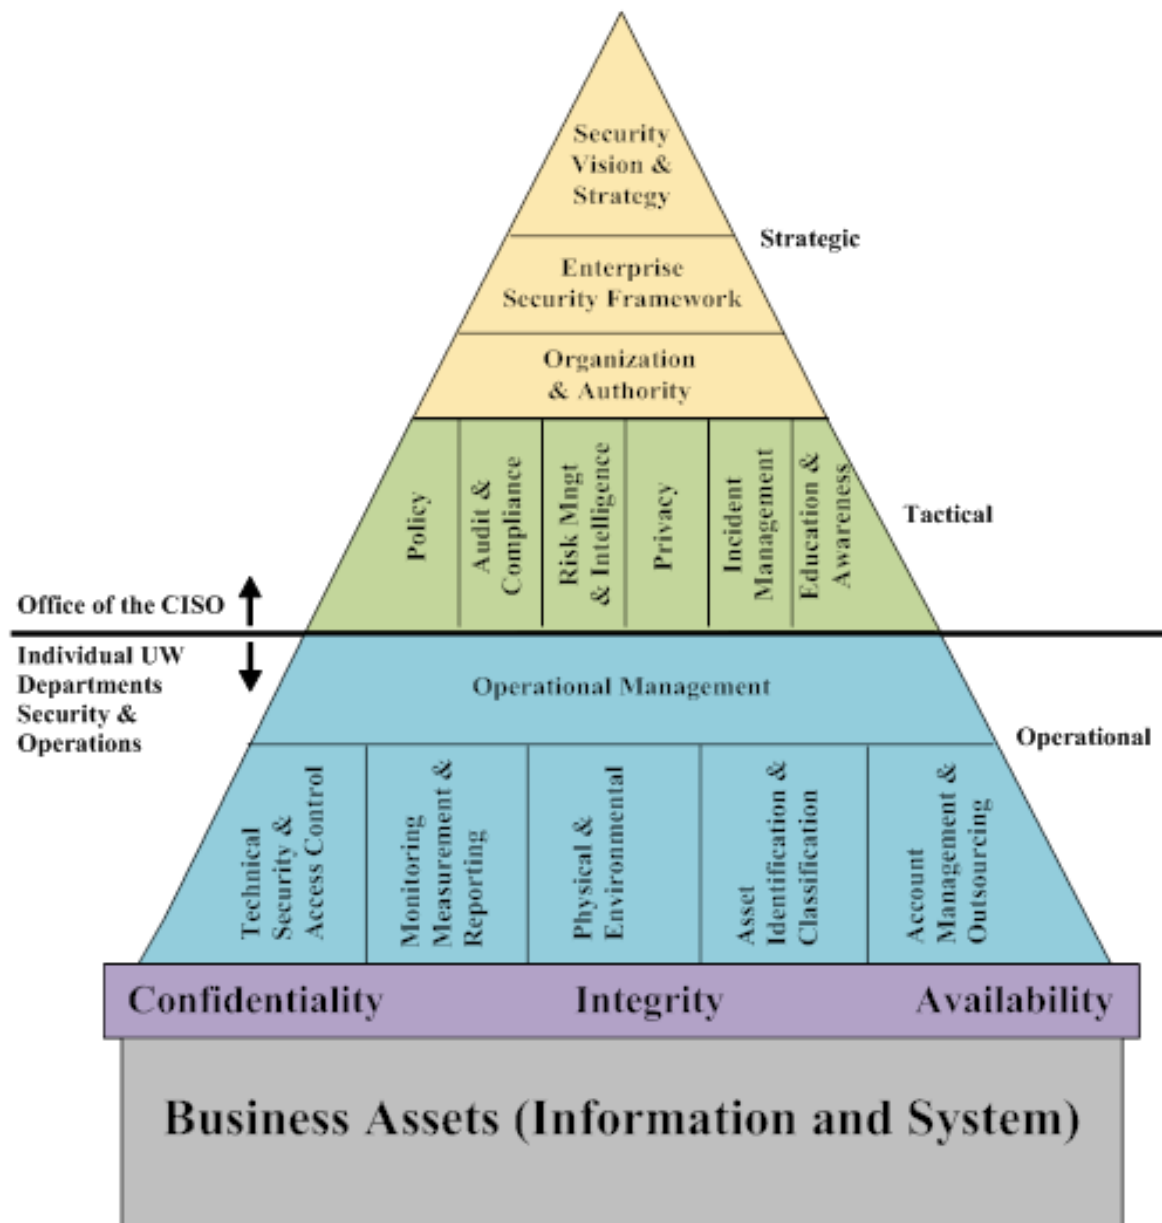 Security
Vision &
Strategy
Strategic
Enterprise
Security Framework
Organization
& Authority
Policy
Audit &
Compliance
Risk Mngt
& Intelligence
Privacy
Incident
Management
Education &
Awareness
Tactical
Office of the CISO
Individual UW
Departments
Security &
Operations
Operational Management
Operational
Technical
Security &
Access Control
Monitoring
Measurement &
Reporting
Physical &
Environmental
Asset
Identification &
Classification
Account
Management &
Outsourcing
Confidentiality Integrity Availability
Business Assets (Information and System)